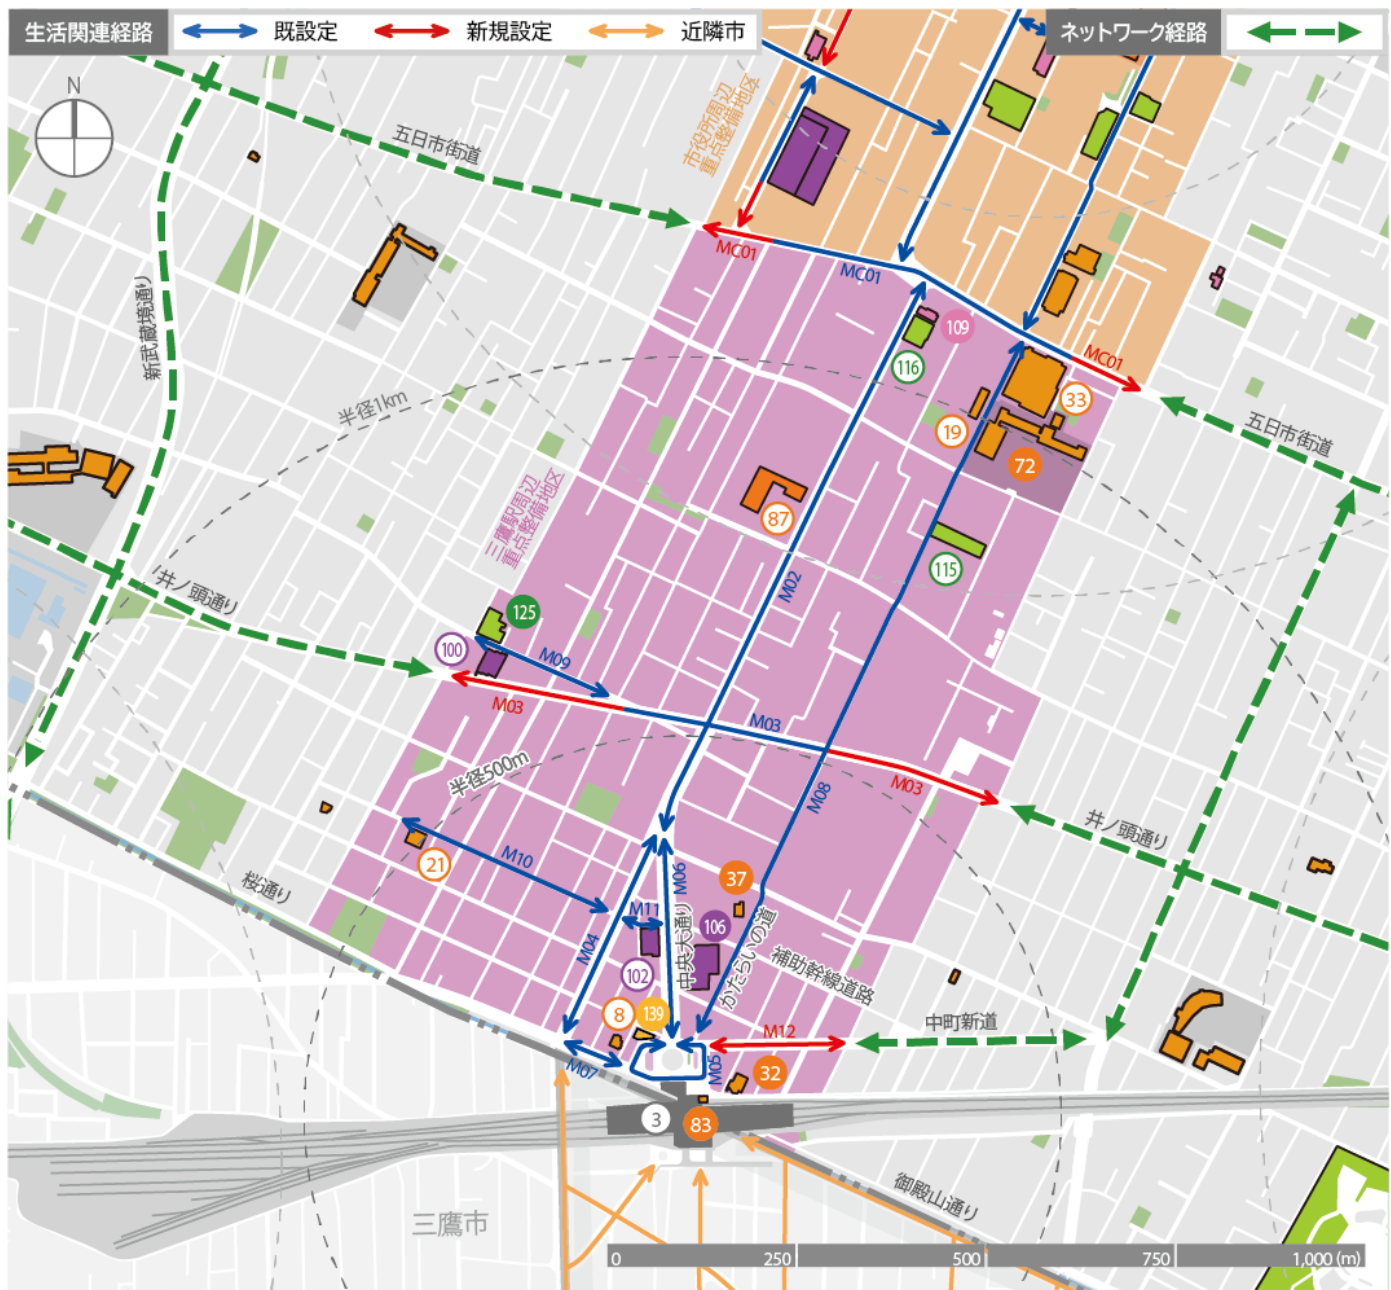 生活関連経路
既設定
新規設定
近隣市
ネットワーク経路
N
五日市街道
市役所周辺
重点整備地区
MC01
MC01
MC01
新武蔵境通り
半径1km
109
116
33
19
72
五日市街道
三鷹駅周辺
重点整備地区
87
115
M02
井ノ頭通り
125
100
M09
M03
M03
M03
半径500m
M08
井ノ頭通り
21
M10
M06
37
桜通り
M11
106
M04
中央大通り
かたらいの道
補助幹線道路
102
8
139
M12
中町新道
M07
M05
32
3
83
御殿山通り
三鷹市
0
250
500
750
1,000 (m)